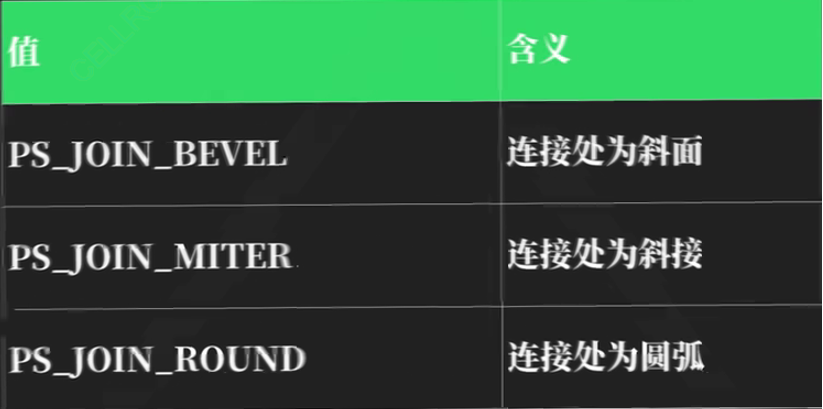 值 含义
PS_JOIN_BEVEL 连接处为斜面
PS_JOIN_MITER 连接处为斜接
PS_JOIN_ROUND 连接处为圆弧